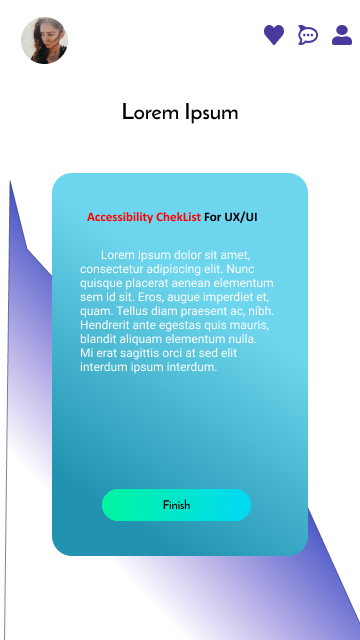 Lorem Ipsum
Accessibility ChekList For UX/UI
Lorem ipsum dolor sit amet,
consectetur adipiscing elit. Nunc
quisque placerat aenean elementum
sem id sit. Eros, augue imperdiet et,
quam. Tellus diam praesent ac, nibh.
Hendrerit ante egestas quis mauris,
blandit aliquam elementum nulla.
Mi erat sagittis orci at sed elit
interdum ipsum interdum.
Finish